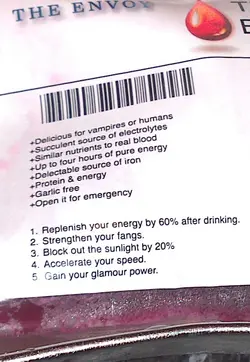 THE ENVOY
+Delicious for vampires or humans
+Succulent source of electrolytes
+Similar nutrients to real blood
+Up to four hours of pure energy
+Delectable source of iron
+Protein & energy
+Garlic free
+Open it for emergency
1. Replenish your energy by 60% after drinking.
2. Strengthen your fangs.
3. Block out the sunlight by 20%
4. Accelerate your speed.
5. Gain your glamour power.